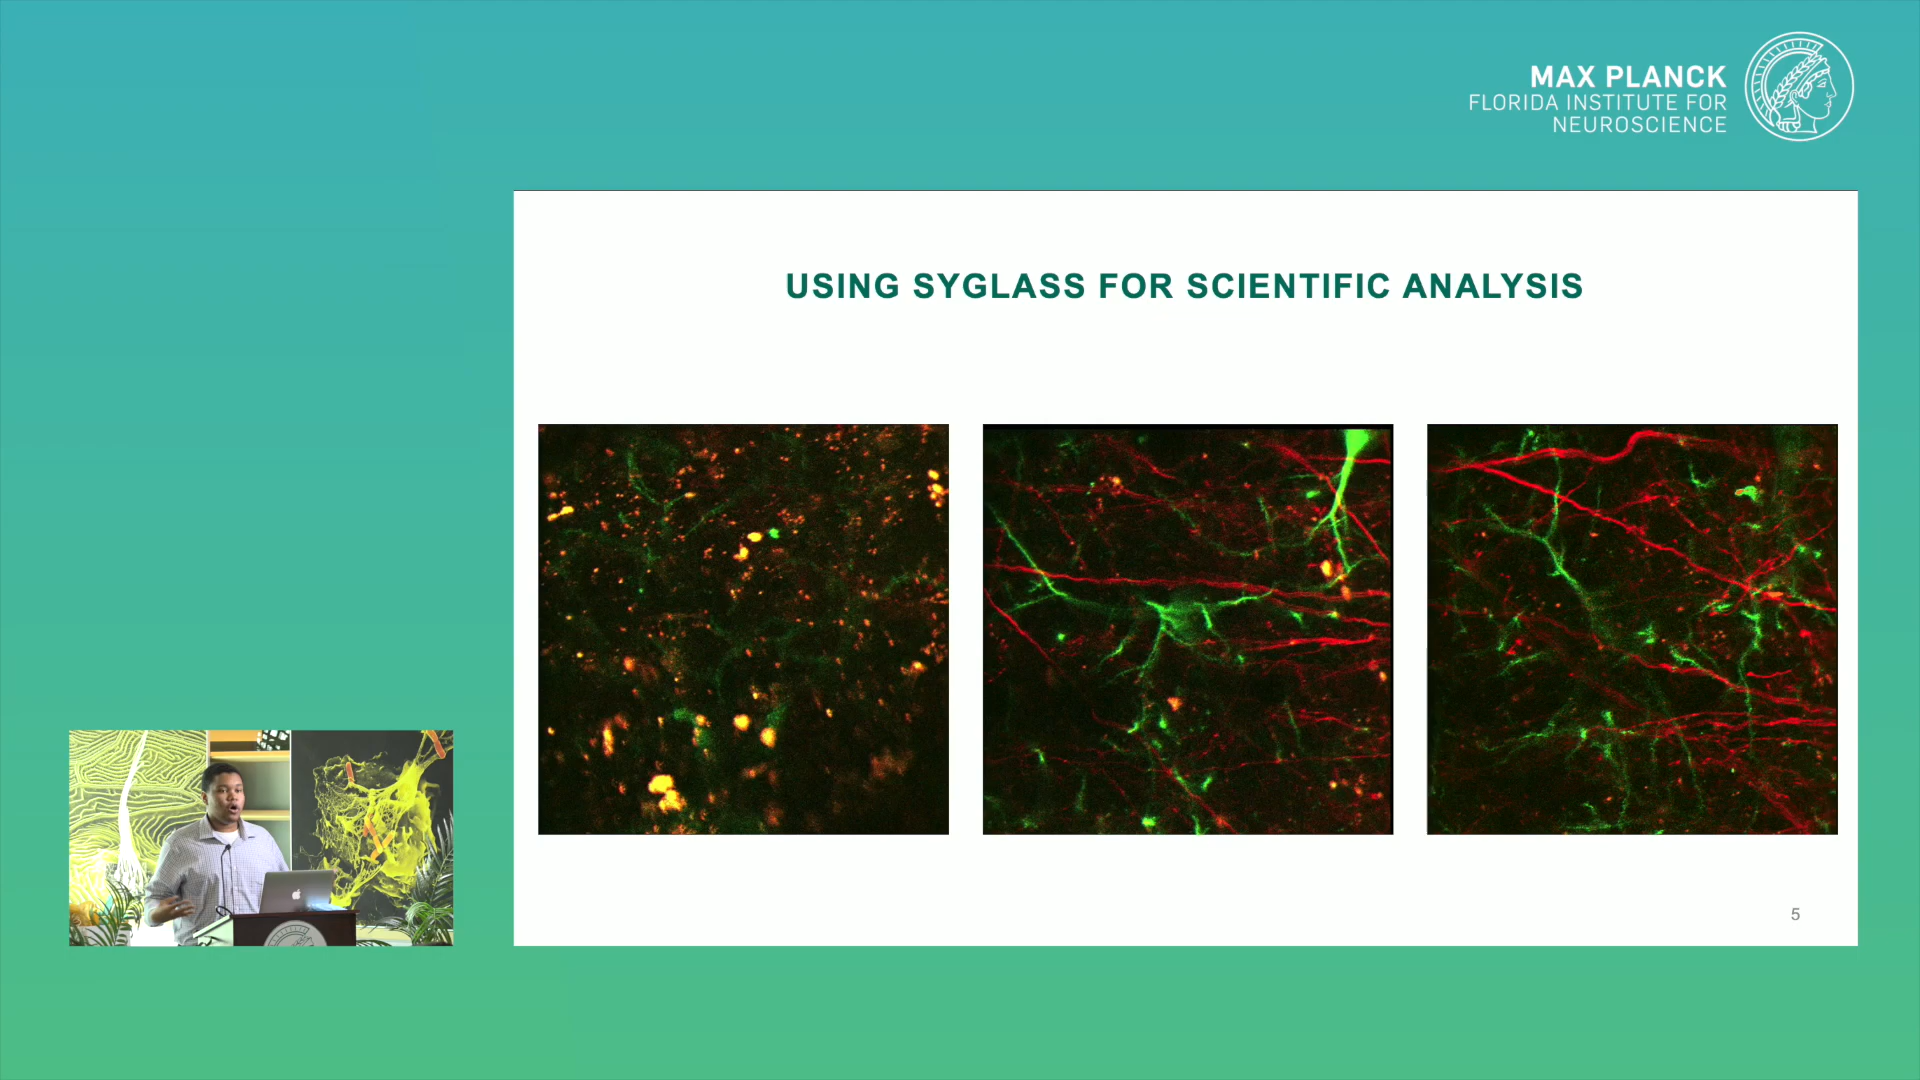 MAX PLANCK
FLORIDA INSTITUTE FOR
NEUROSCIENCE
USING SYGLASS FOR SCIENTIFIC ANALYSIS
5